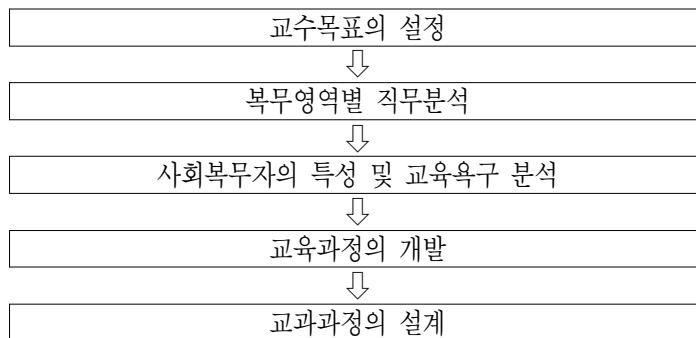 교수목표의 설정
복무영역별 직무분석
사회복무자의 특성 및 교육욕구 분석
교육과정의 개발
교과과정의 설계